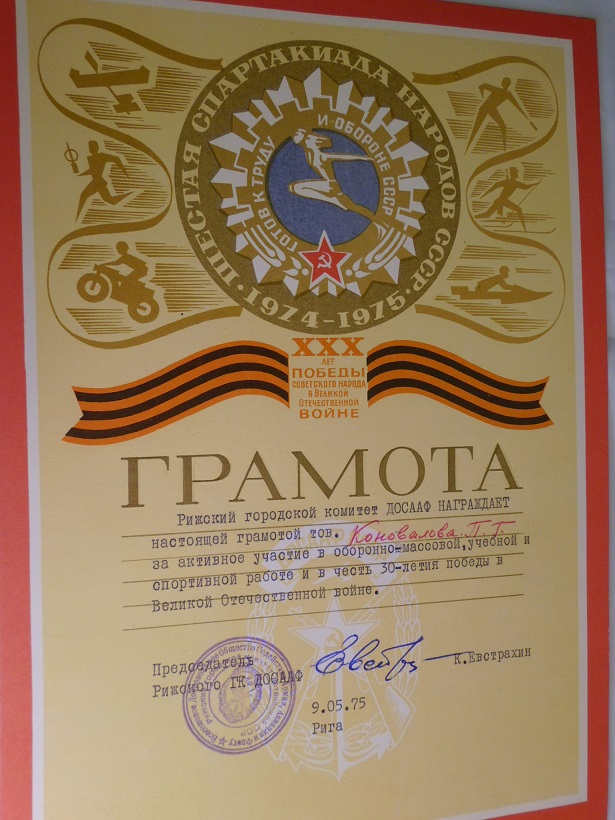 ШЕСТАЯ СПАРТАКИАДА НАРОДОВ СССР
· 1974-1975 ·
ГОТОВ К ТРУДУ
И ОБОРОНЕ СССР
XXX
ЛЕТ
ПОБЕДЫ
СОВЕТСКОГО НАРОДА
В ВЕЛИКОЙ
ОТЕЧЕСТВЕННОЙ
ВОЙНЕ
ГРАМОТА
Рижский городской комитет ДОСААФ НАГРАЖДАЕТ
настоящей грамотой тов. Коновалова П. Г.
за активное участие в оборонно-массовой,учебной и
спортивной работе и в честь 30-летия победы в
Великой Отечественной войне.
Председатель
Рижского ГК ДОСААФ
К.Евстрахин
9.05.75
Рига